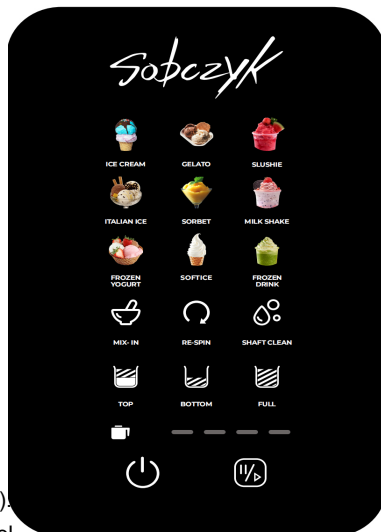 Sobczyk
ICE CREAM GELATO SLUSHIE
ITALIAN ICE SORBET MILK SHAKE
FROZEN YOGURT SOFTICE FROZEN DRINK
MIX- IN RE-SPIN SHAFT CLEAN
TOP BOTTOM FULL
).